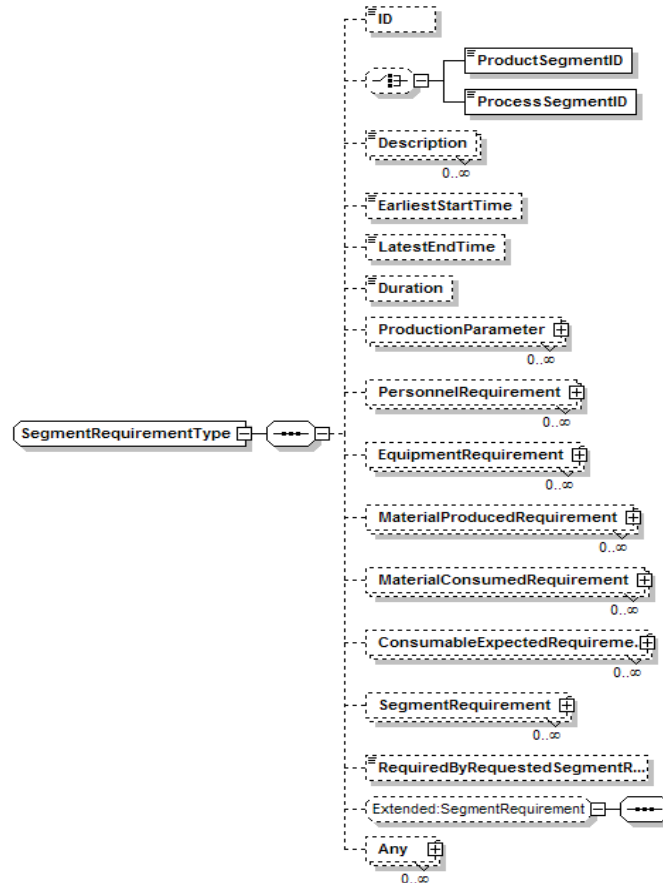 ID
ProductSegmentID
ProcessSegmentID
Description
0..∞
EarliestStartTime
LatestEndTime
Duration
ProductionParameter
0..∞
PersonnelRequirement
0..∞
SegmentRequirementType
EquipmentRequirement
0..∞
MaterialProducedRequirement
0..∞
MaterialConsumedRequirement
0..∞
ConsumableExpectedRequireme..
0..∞
SegmentRequirement
0..∞
RequiredByRequestedSegmentR...
Extended:SegmentRequirement
Any
0..∞